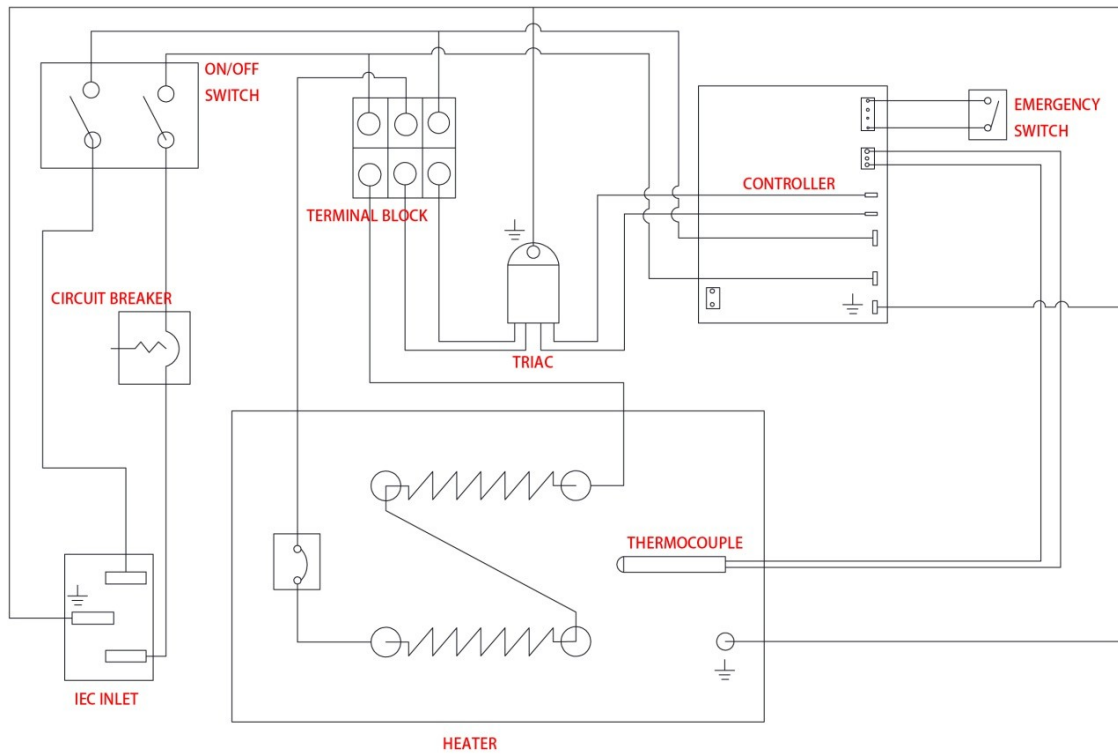 ON/OFF
SWITCH
EMERGENCY
SWITCH
CONTROLLER
TERMINAL BLOCK
CIRCUIT BREAKER
TRIAC
THERMOCOUPLE
IEC INLET
HEATER